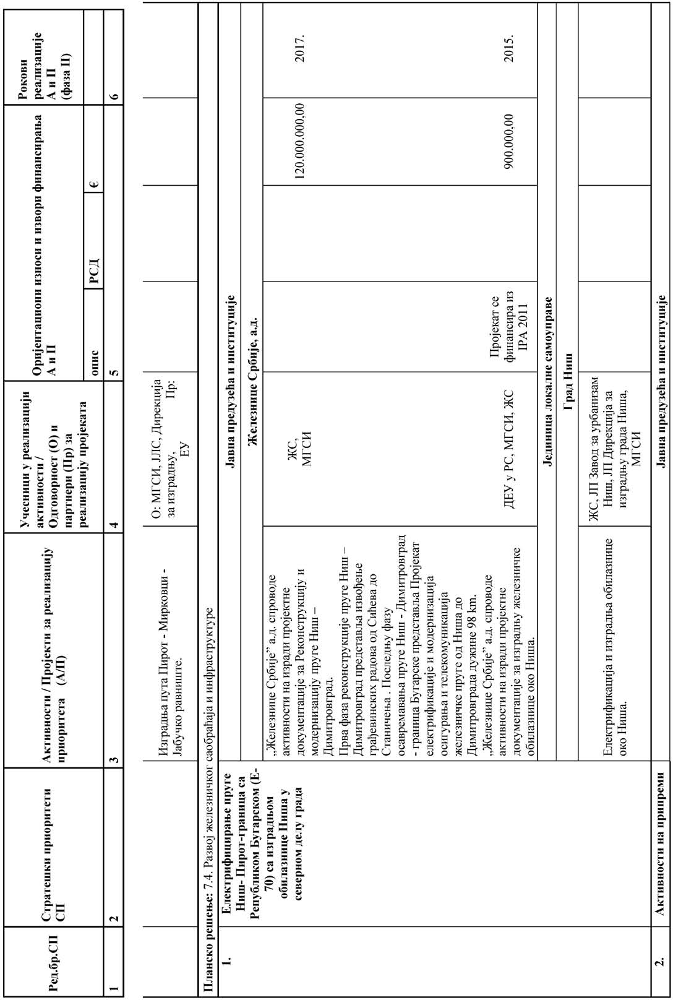 Ред.бр.СП
Стратешки приоритети
СП
Активности / Пројекти за реализацију
приоритета (А/П)
Учесници у реализацији
активности /
Одговорност (О) и
партнери (Пр) за
реализацију пројеката
Оријентациони износи и извори финансирања
А и П
опис
РСД
€
Рокови
реализације
А и П
(фаза II)
1
2
3
4
5
6
Изградња пута Пирот - Мирковци -
Јабучко равниште.
О: МГСИ, ЈЛС, Дирекција
за изградњу, Пр:
ЕУ
Планско решење: 7.4. Развој железничког саобраћаја и инфраструктуре
1.
Електрифицирање пруге
Ниш- Пирот-граница са
Републиком Бугарском (Е-
70) са изградњом
обилазнице Ниша у
северном делу града
Јавна предузећа и институције
Железнице Србије, а.д.
„Железнице Србије” а.д. спроводе
активности на изради пројектне
документације за Реконструкцију и
модернизацију пруге Ниш –
Димитровград.
Прва фаза реконструкције пруге Ниш –
Димитровград представља извођење
грађевинских радова од Сићева до
Станичења . Последњу фазу
осавремавања пруге Ниш - Димитровград
- граница Бугарске представља Пројекат
електрификације и модернизација
осигурања и телекомуникација
железничке пруге од Ниша до
Димитровграда дужине 98 km.
„Железнице Србије” а.д. спроводе
активности на изради пројектне
документације за изградњу железничке
обилазнице око Ниша.
ЖС,
МГСИ
120.000.000,00
2017.
ДЕУ у РС, МГСИ, ЖС
Пројекат се
финансира из
IPA 2011
900.000,00
2015.
Јединица локалне самоуправе
Град Ниш
Електрификација и изградња обилазнице
око Ниша.
ЖС, ЈП Завод за урбанизам
Ниш, ЈП Дирекција за
изградњу града Ниша,
МГСИ
2.
Активности на припреми
Јавна предузећа и институције